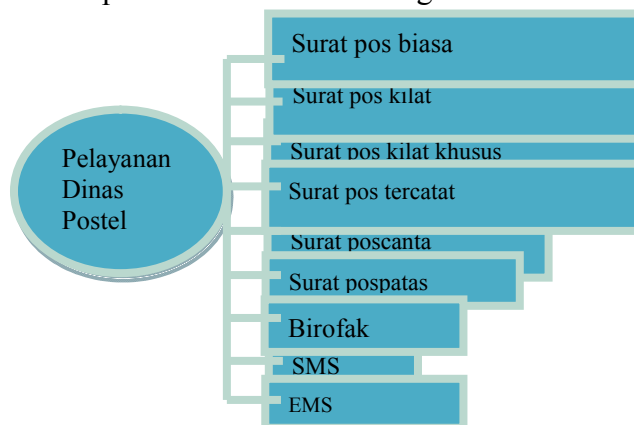 Pelayanan
Dinas
Postel
Surat pos biasa
Surat pos kilat
Surat pos kilat khusus
Surat pos tercatat
Surat poscanta
Surat pospatas
Birofak
SMS
EMS